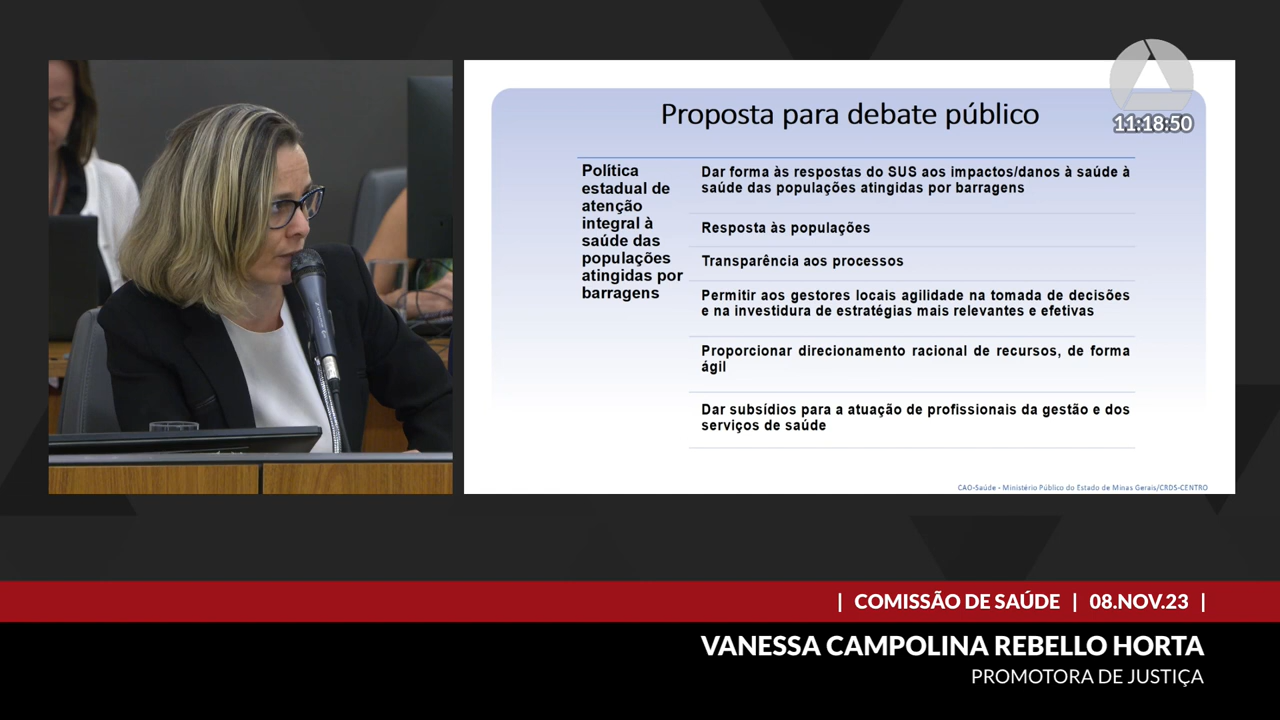 Proposta para debate público
11:18:50
Política
estadual de
atenção
integral à
saúde das
populações
atingidas por
barragens
Dar forma às respostas do SUS aos impactos/danos à saúde à
saúde das populações atingidas por barragens
Resposta às populações
Transparência aos processos
Permitir aos gestores locais agilidade na tomada de decisões
e na investidura de estratégias mais relevantes e efetivas
Proporcionar direcionamento racional de recursos, de forma
ágil
Dar subsídios para a atuação de profissionais da gestão e dos
serviços de saúde
CAO-Saúde - Ministério Público do Estado de Minas Gerais/CRDS-CENTRO
| COMISSÃO DE SAÚDE | 08.NOV.23 |
VANESSA CAMPOLINA REBELLO HORTA
PROMOTORA DE JUSTIÇA